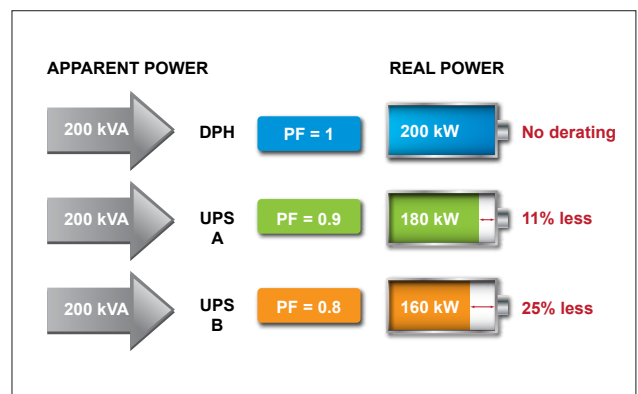 APPARENT POWER
REAL POWER
200 kVA
DPH
PF = 1
200 kW
No derating
200 kVA
UPS
A
PF = 0.9
180 kW
11% less
200 kVA
UPS
B
PF = 0.8
160 kW
25% less